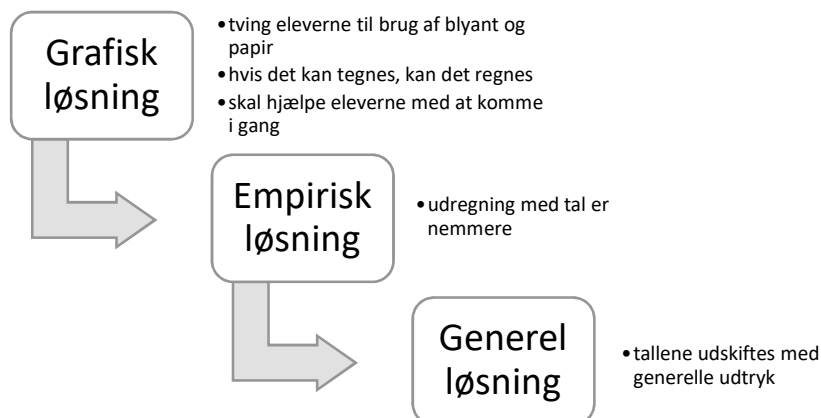 Grafisk
løsning
•tving eleverne til brug af blyant og
papir
•hvis det kan tegnes, kan det regnes
•skal hjælpe eleverne med at komme
i gang
Empirisk
løsning
•udregning med tal er
nemmere
Generel
løsning
•tallene udskiftes med
generelle udtryk